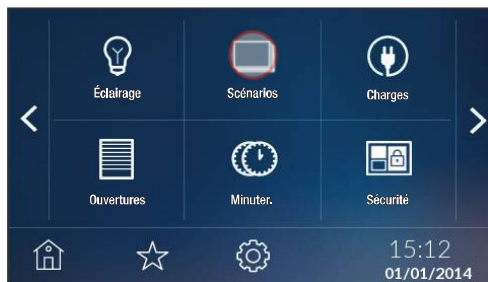 Éclairage
Scénarios
Charges
Ouvertures
Minuter.
Sécurité
15:12
01/01/2014